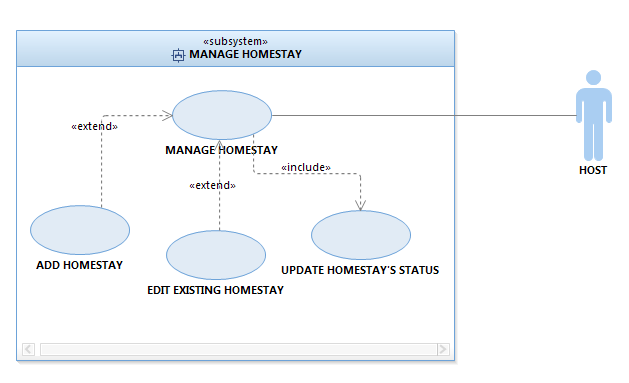 «subsystem»
MANAGE HOMESTAY
«extend»
MANAGE HOMESTAY
«include»
«extend»
HOST
ADD HOMESTAY
UPDATE HOMESTAY'S STATUS
EDIT EXISTING HOMESTAY